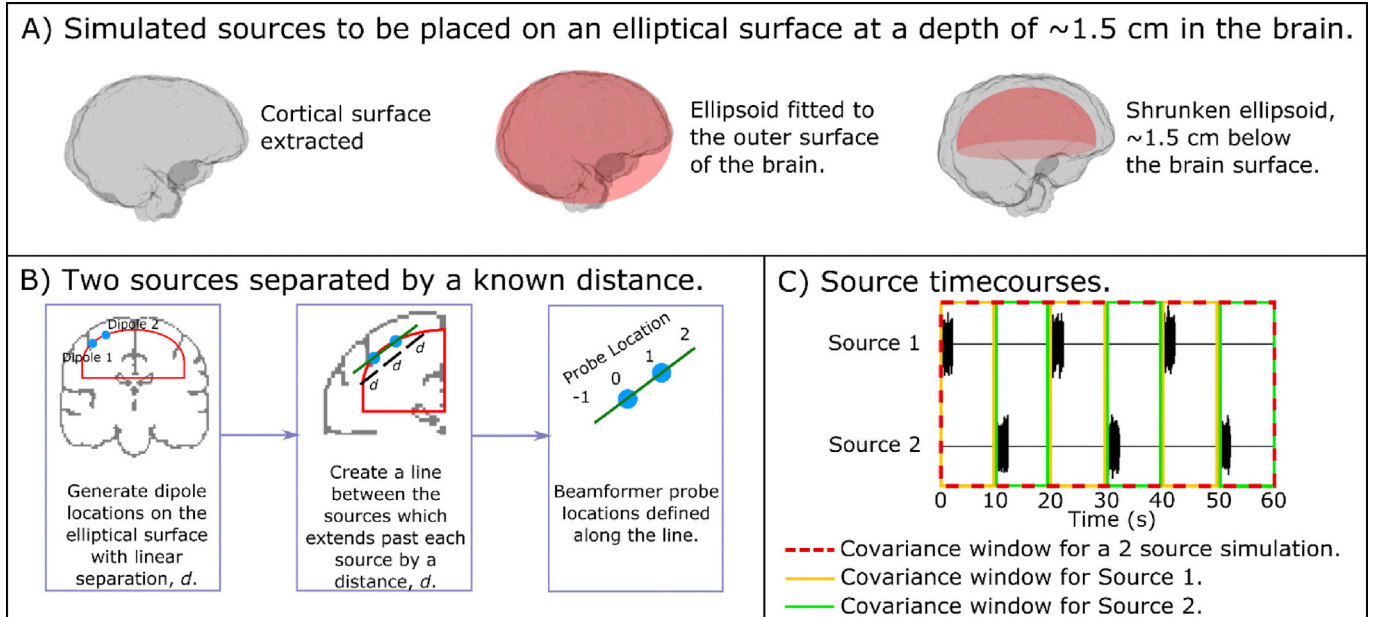 A) Simulated sources to be placed on an elliptical surface at a depth of ~1.5 cm in the brain.
Cortical surface
extracted
Ellipsoid fitted to
the outer surface
of the brain.
Shrunken ellipsoid,
~1.5 cm below
the brain surface.
B) Two sources separated by a known distance.
Dipole 2
Dipole 1
Generate dipole
locations on the
elliptical surface
with linear
separation, d.
d
d
d
Create a line
between the
sources which
extends past each
source by a
distance, d.
Probe Location
-1 0 1 2
Beamformer probe
locations defined
along the line.
C) Source timecourses.
Source 1
Source 2
0 10 20 30 40 50 60
Time (s)
Covariance window for a 2 source simulation.
Covariance window for Source 1.
Covariance window for Source 2.